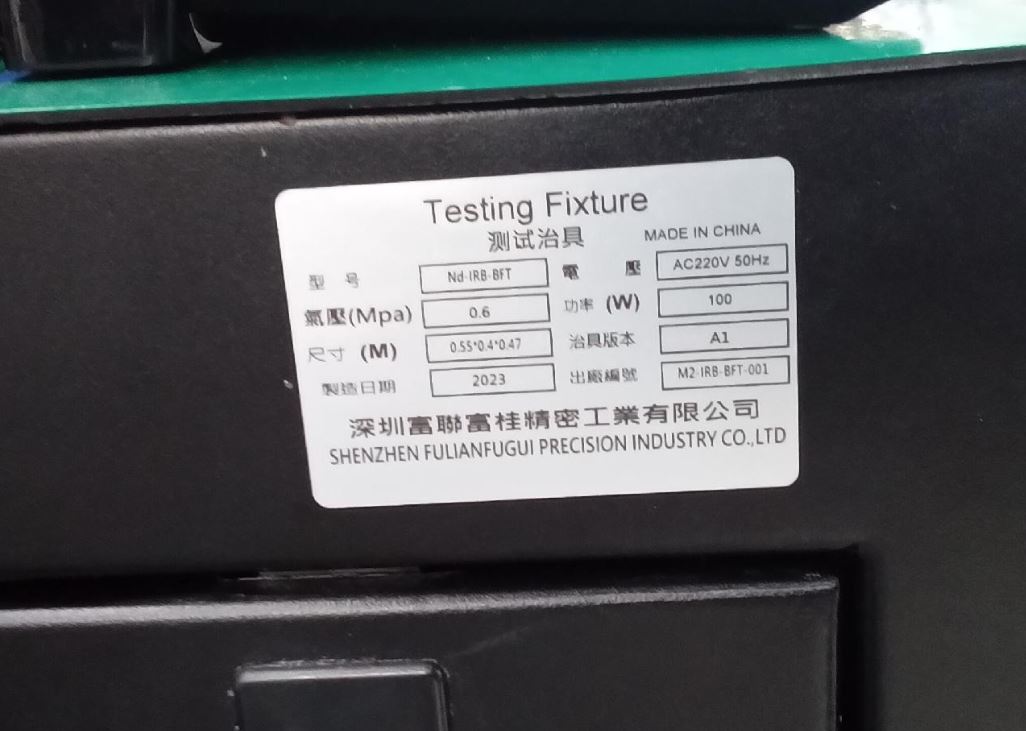 Testing Fixture
测试治具 MADE IN CHINA
型 号 Nd-IRB-BFT 電 壓 AC220V 50Hz
氣壓(Mpa) 0.6 功率 (W) 100
尺寸 (M) 0.55*0.4*0.47 治具版本 A1
製造日期 2023 出廠編號 M2-IRB-BFT-001
深圳富聯富桂精密工業有限公司
SHENZHEN FULIANFUGUI PRECISION INDUSTRY CO.,LTD